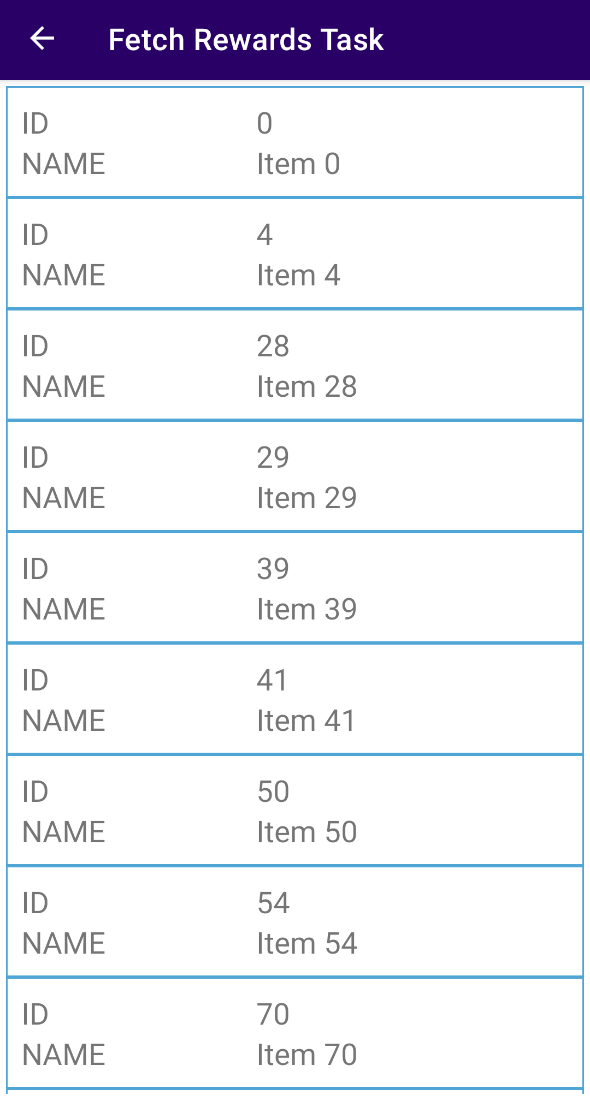 Fetch Rewards Task
ID 0
NAME Item 0
ID 4
NAME Item 4
ID 28
NAME Item 28
ID 29
NAME Item 29
ID 39
NAME Item 39
ID 41
NAME Item 41
ID 50
NAME Item 50
ID 54
NAME Item 54
ID 70
NAME Item 70